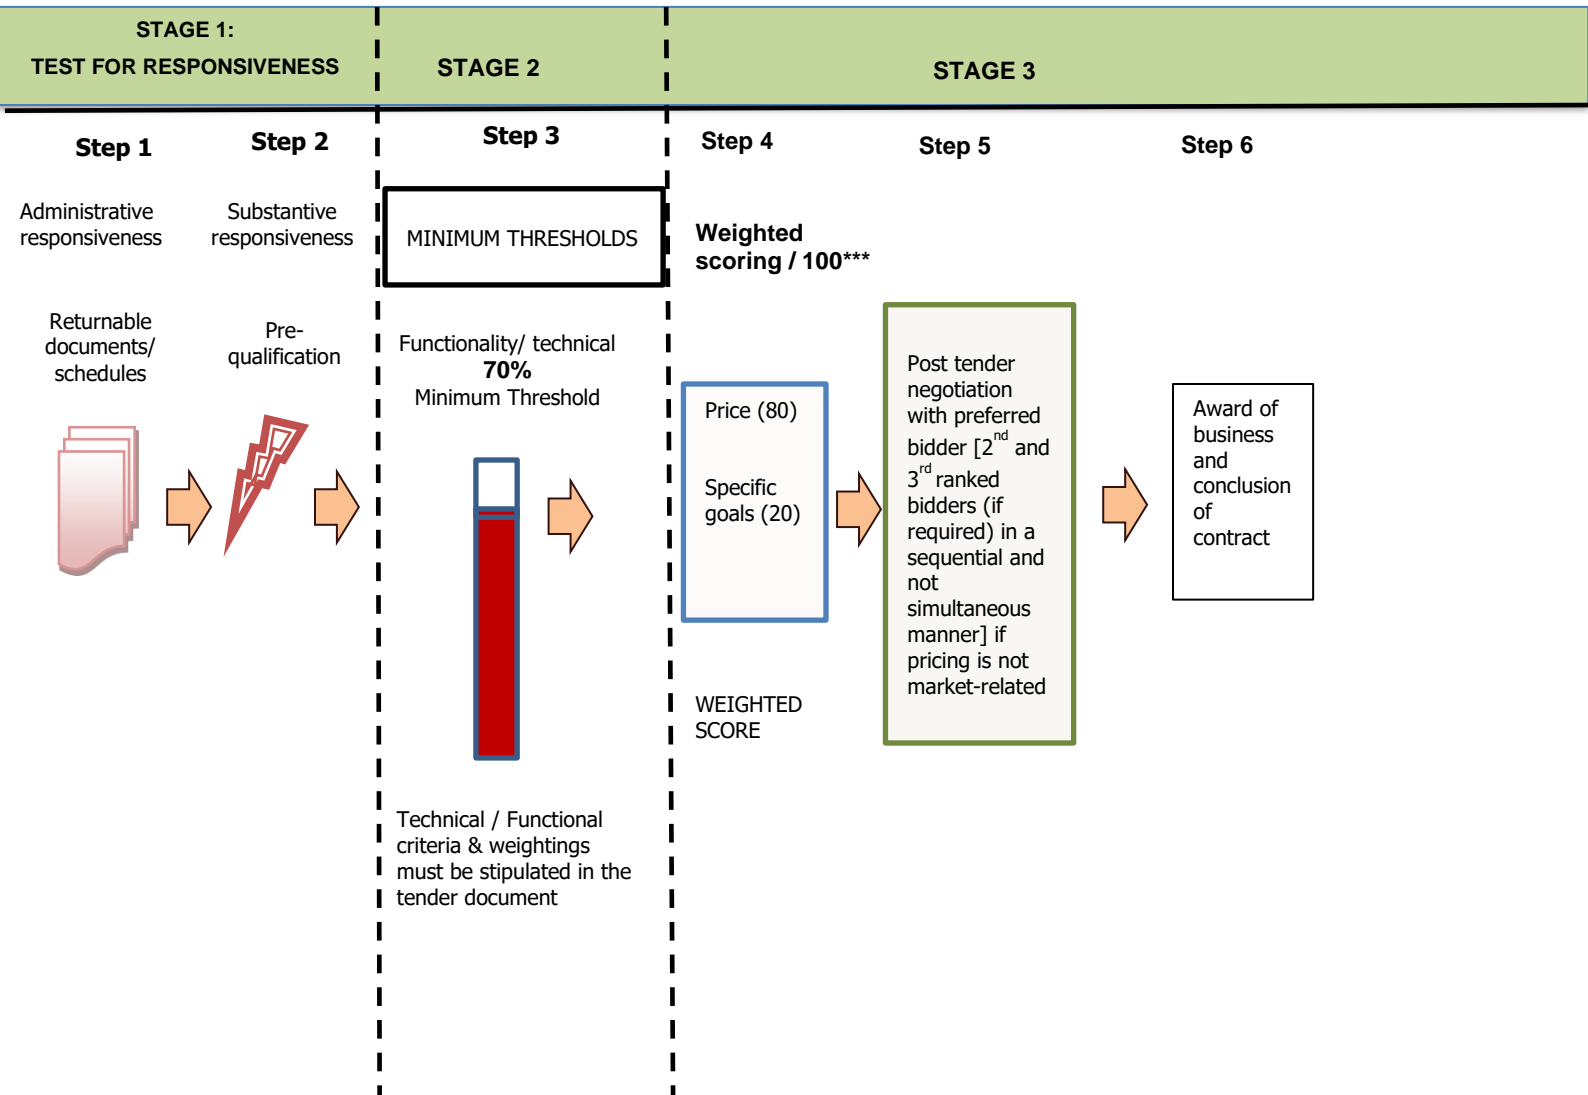 STAGE 1:
TEST FOR RESPONSIVENESS
STAGE 2
STAGE 3
Step 1
Step 2
Step 3
Step 4
Step 5
Step 6
Administrative
responsiveness
Substantive
responsiveness
MINIMUM THRESHOLDS
Weighted
scoring / 100***
Returnable
documents/
schedules
Pre-
qualification
Functionality/ technical
70%
Minimum Threshold
Price (80)
Specific
goals (20)
Post tender
negotiation
with preferred
bidder [2nd and
3rd ranked
bidders (if
required) in a
sequential and
not
simultaneous
manner] if
pricing is not
market-related
Award of
business
and
conclusion
of
contract
WEIGHTED
SCORE
Technical / Functional
criteria & weightings
must be stipulated in the
tender document